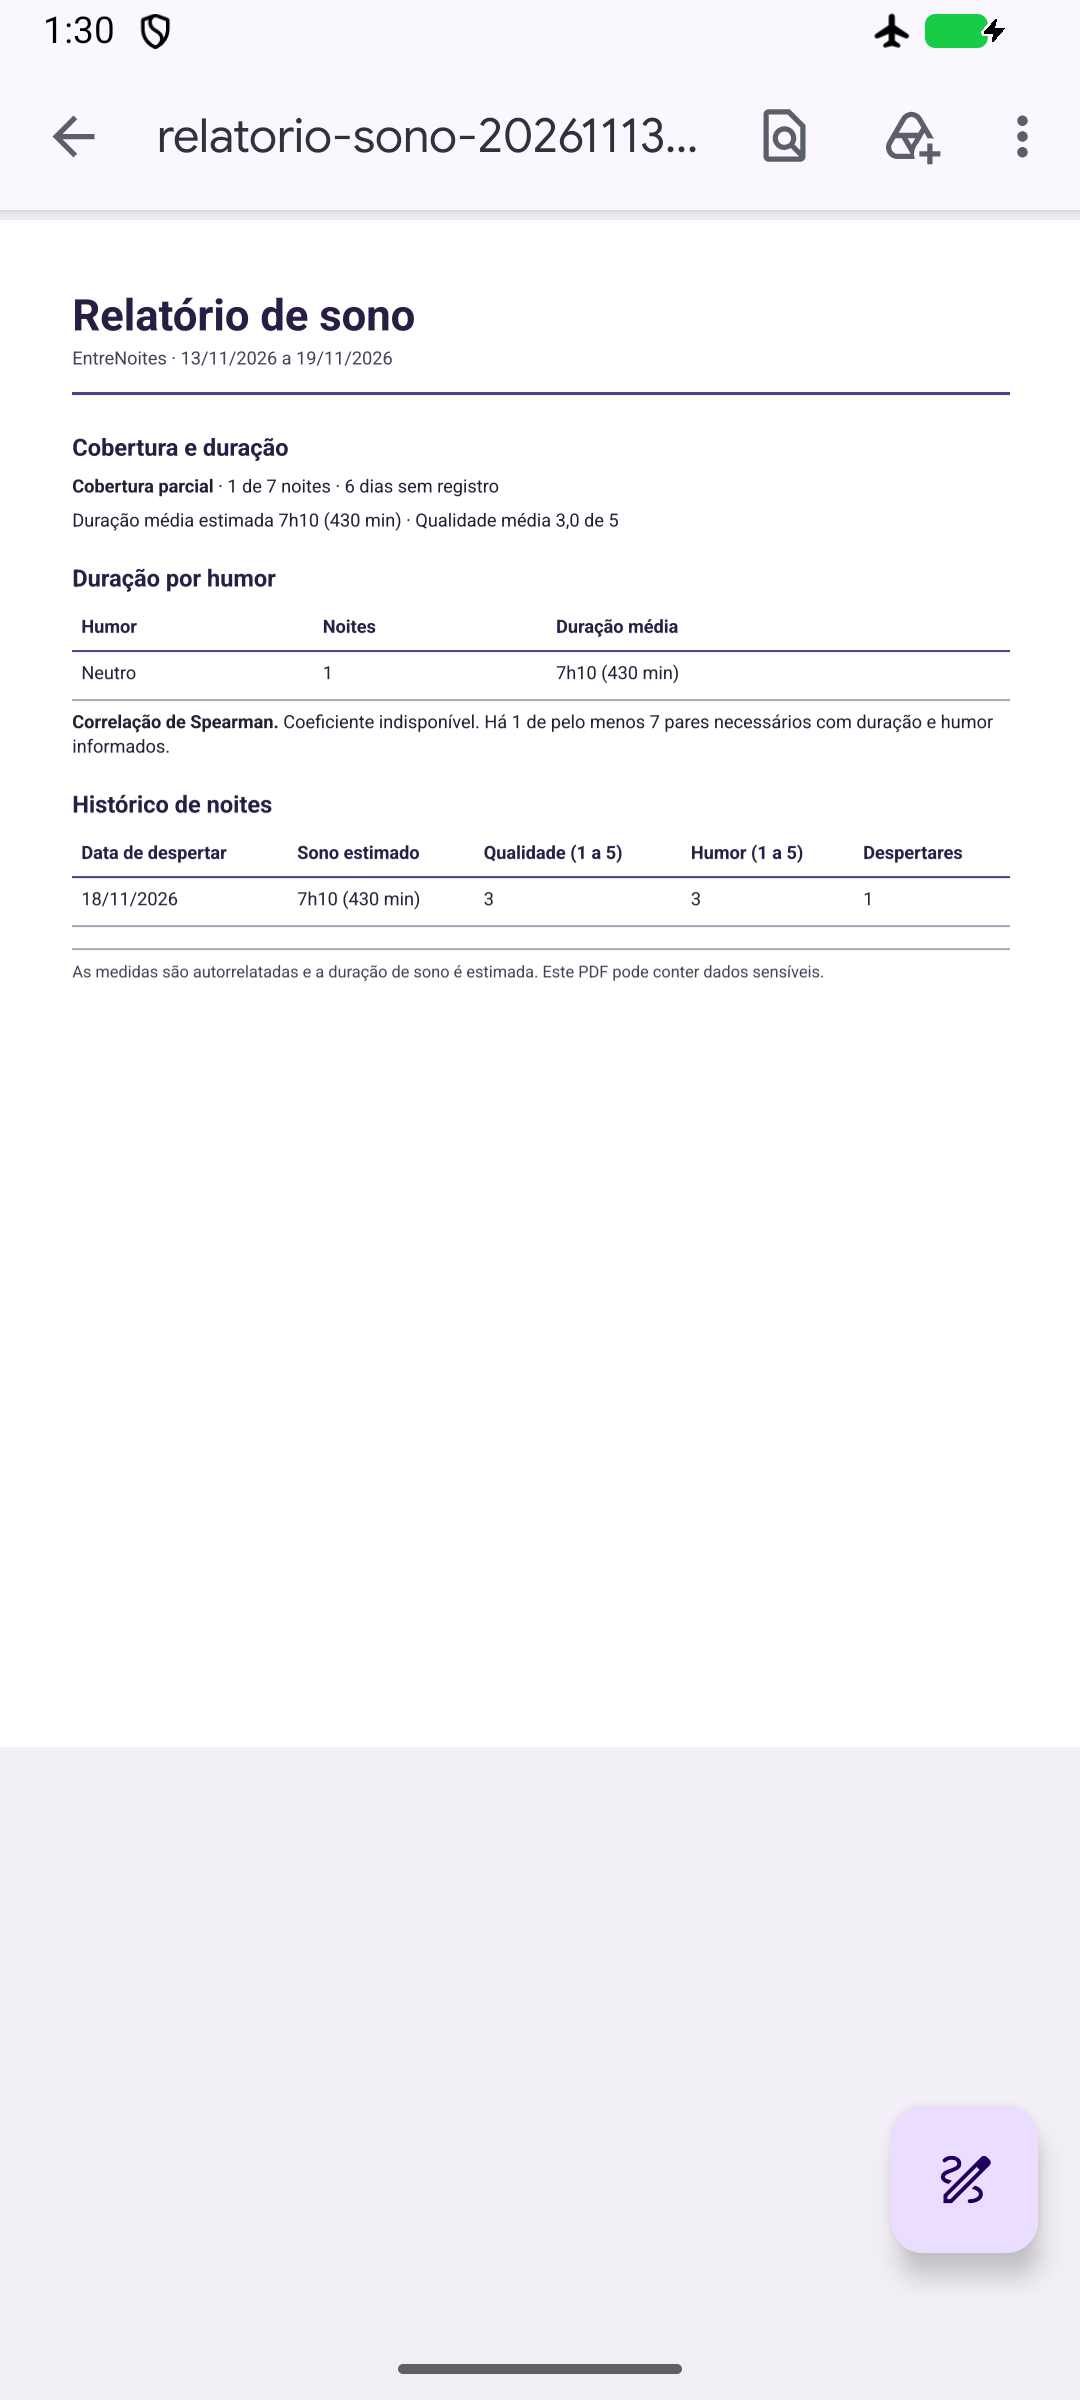 1:30
relatorio-sono-20261113...
Relatório de sono
EntreNoites · 13/11/2026 a 19/11/2026
Cobertura e duração
Cobertura parcial · 1 de 7 noites · 6 dias sem registro
Duração média estimada 7h10 (430 min) · Qualidade média 3,0 de 5
Duração por humor
Humor Noites Duração média
Neutro 1 7h10 (430 min)
Correlação de Spearman. Coeficiente indisponível. Há 1 de pelo menos 7 pares necessários com duração e humor
informados.
Histórico de noites
Data de despertar Sono estimado Qualidade (1 a 5) Humor (1 a 5) Despertares
18/11/2026 7h10 (430 min) 3 3 1
As medidas são autorrelatadas e a duração de sono é estimada. Este PDF pode conter dados sensíveis.